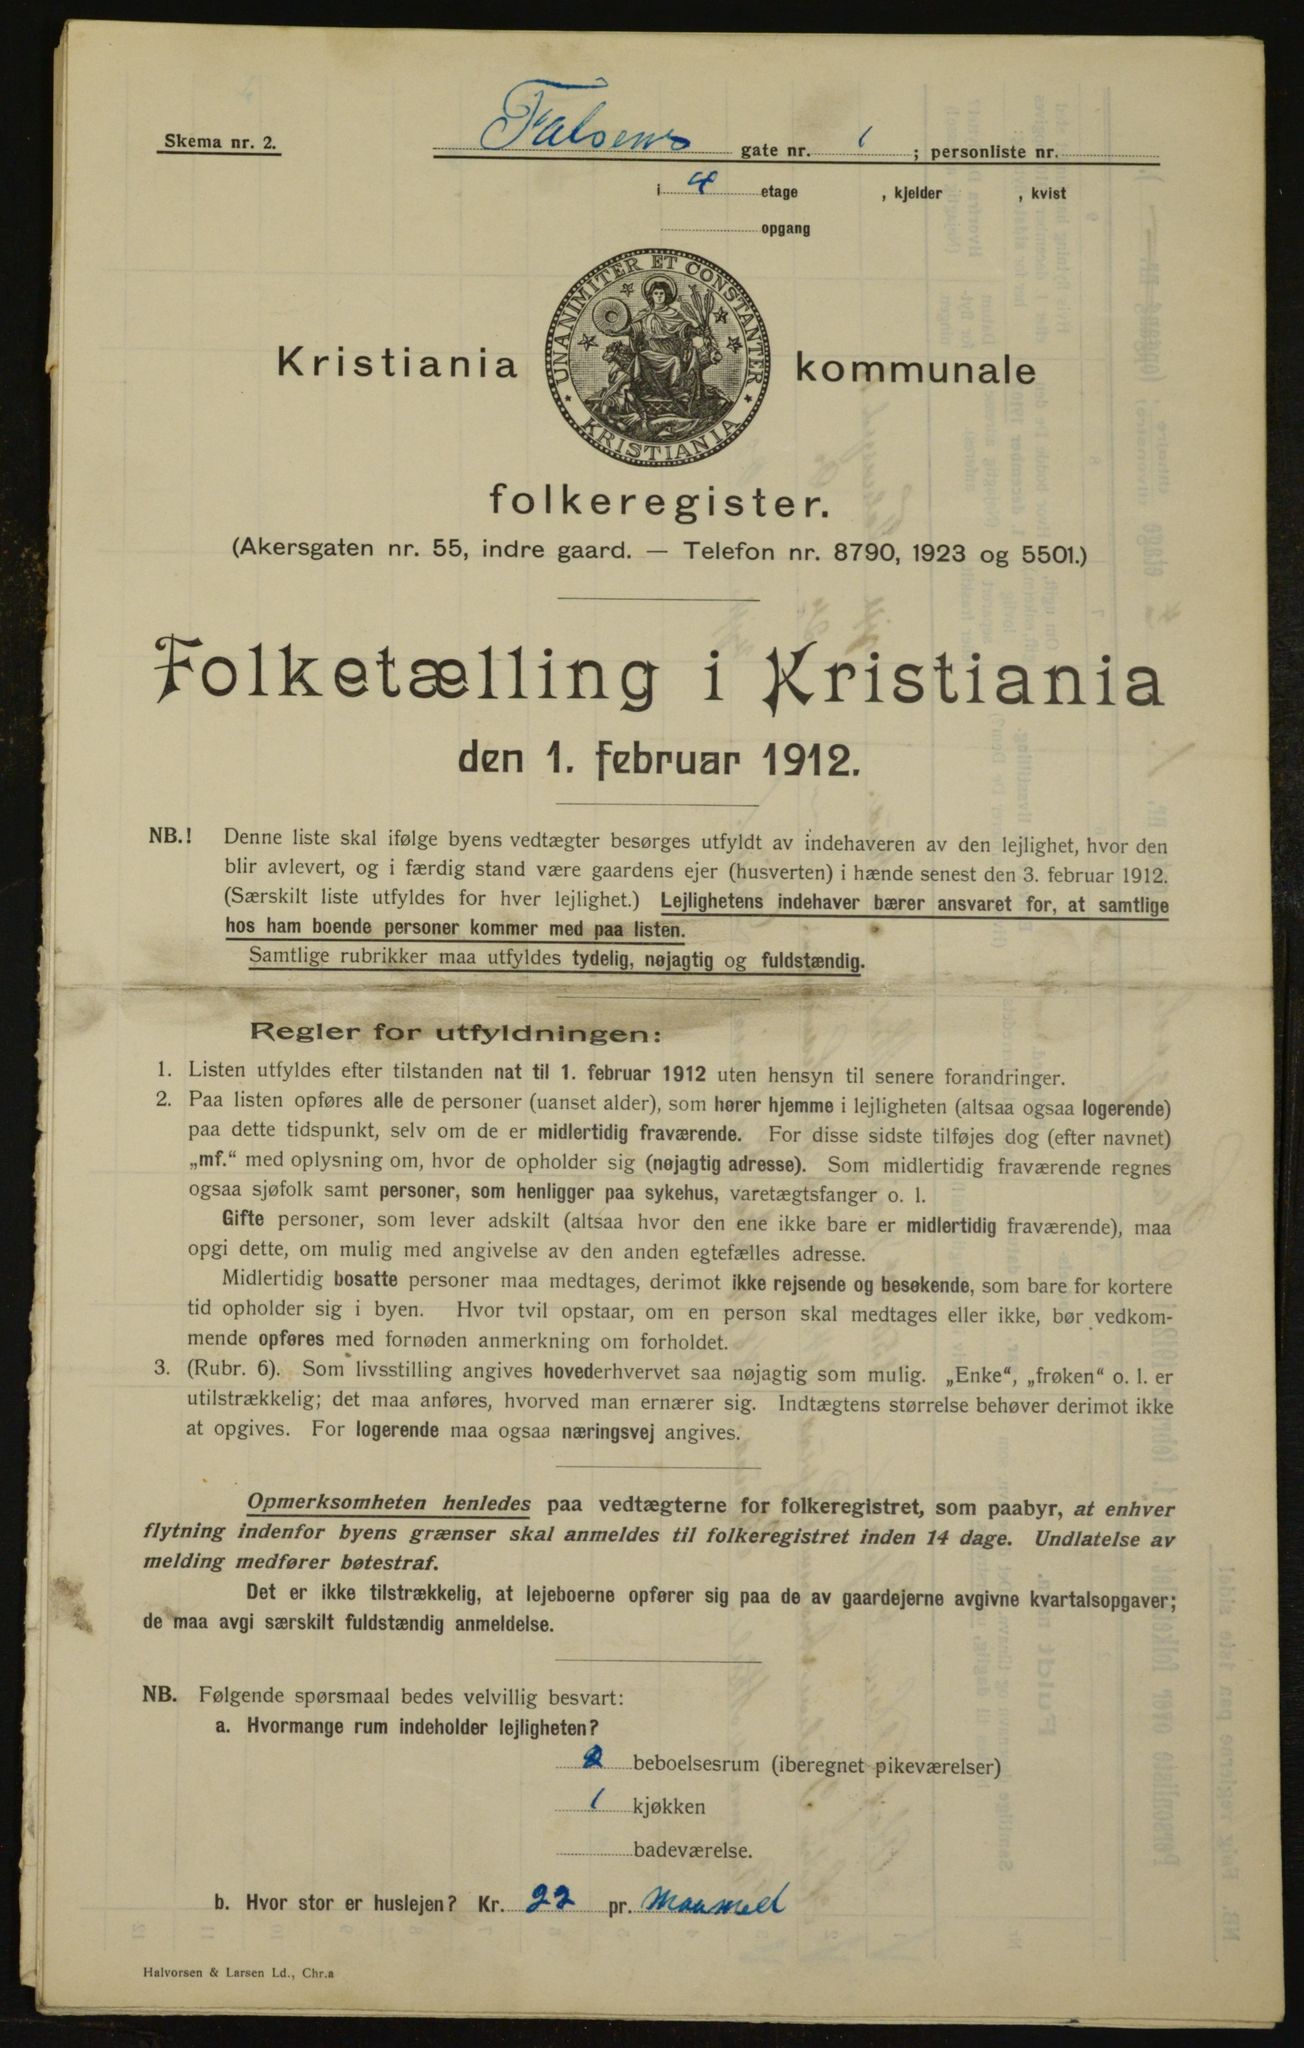 Skema nr. 2.
Falsens gate nr. 1 ; personliste nr.
i 4 etage , kjelder , kvist
opgang
UNANIMITER ET CONSTANTER
KRISTIANIA
Kristiania kommunale
folkeregister.
(Akersgaten nr. 55, indre gaard. — Telefon nr. 8790, 1923 og 5501.)
Folketælling i Kristiania
den 1. februar 1912.
NB.! Denne liste skal ifølge byens vedtægter besørges utfyldt av indehaveren av den lejlighet, hvor den
blir avlevert, og i færdig stand være gaardens ejer (husverten) i hænde senest den 3. februar 1912.
(Særskilt liste utfyldes for hver lejlighet.) Lejlighetens indehaver bærer ansvaret for, at samtlige
hos ham boende personer kommer med paa listen.
Samtlige rubrikker maa utfyldes tydelig, nøjagtig og fuldstændig.
Regler for utfyldningen:
1. Listen utfyldes efter tilstanden nat til 1. februar 1912 uten hensyn til senere forandringer.
2. Paa listen opføres alle de personer (uanset alder), som hører hjemme i lejligheten (altsaa ogsaa logerende)
paa dette tidspunkt, selv om de er midlertidig fraværende. For disse sidste tilføjes dog (efter navnet)
„mf.“ med oplysning om, hvor de opholder sig (nøjagtig adresse). Som midlertidig fraværende regnes
ogsaa sjøfolk samt personer, som henligger paa sykehus, varetægtsfanger o. l.
Gifte personer, som lever adskilt (altsaa hvor den ene ikke bare er midlertidig fraværende), maa
opgi dette, om mulig med angivelse av den anden egtefælles adresse.
Midlertidig bosatte personer maa medtages, derimot ikke rejsende og besøkende, som bare for kortere
tid opholder sig i byen. Hvor tvil opstaar, om en person skal medtages eller ikke, bør vedkom-
mende opføres med fornøden anmerkning om forholdet.
3. (Rubr. 6). Som livsstilling angives hovederhvervet saa nøjagtig som mulig. „Enke“, „frøken“ o. l. er
utilstrækkelig; det maa anføres, hvorved man ernærer sig. Indtægtens størrelse behøver derimot ikke
at opgives. For logerende maa ogsaa næringsvej angives.
Opmerksomheten henledes paa vedtægterne for folkeregistret, som paabyr, at enhver
flytning indenfor byens grænser skal anmeldes til folkeregistret inden 14 dage. Undlatelse av
melding medfører bøtestraf.
Det er ikke tilstrækkelig, at lejeboerne opfører sig paa de av gaardejerne avgivne kvartalsopgaver;
de maa avgi særskilt fuldstændig anmeldelse.
NB. Følgende spørsmaal bedes velvillig besvart:
a. Hvormange rum indeholder lejligheten?
2 beboelsesrum (iberegnet pikeværelser)
1 kjøkken
badeværelse.
b. Hvor stor er huslejen? Kr. 22 pr. Maaned
Halvorsen & Larsen Ld., Chr.a